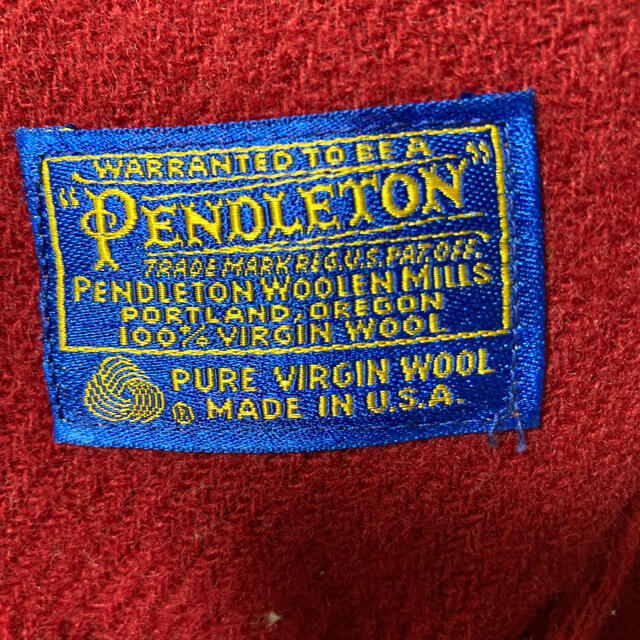 WARRANTED TO BE A
"PENDLETON"
TRADE MARK REG. U.S. PAT. OFF.
PENDLETON WOOLEN MILLS
PORTLAND, OREGON
100% VIRGIN WOOL
PURE VIRGIN WOOL
® MADE IN U.S.A.